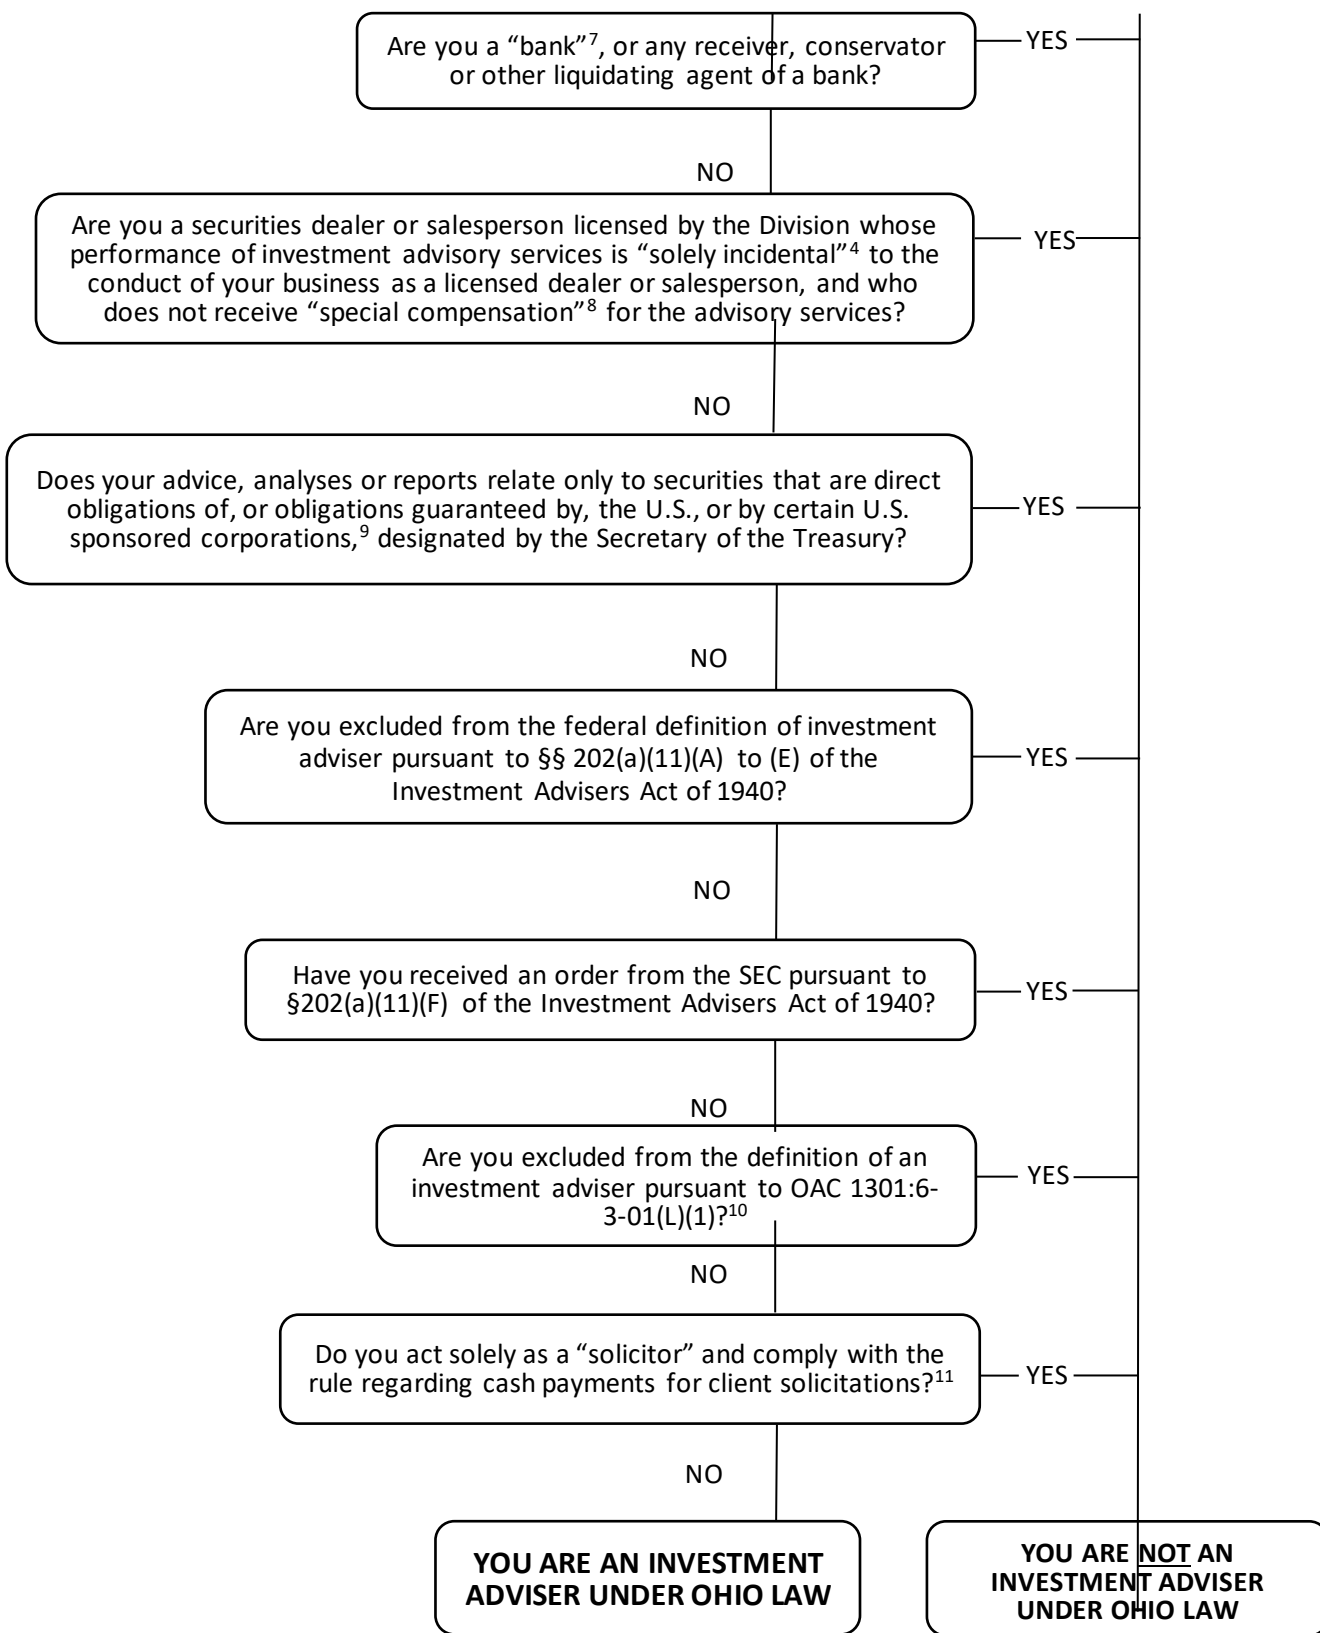 Are you a “bank”⁷, or any receiver, conservator
or other liquidating agent of a bank?
YES
NO
Are you a securities dealer or salesperson licensed by the Division whose
performance of investment advisory services is “solely incidental”⁴ to the
conduct of your business as a licensed dealer or salesperson, and who
does not receive “special compensation”⁸ for the advisory services?
YES
NO
Does your advice, analyses or reports relate only to securities that are direct
obligations of, or obligations guaranteed by, the U.S., or by certain U.S.
sponsored corporations,⁹ designated by the Secretary of the Treasury?
YES
NO
Are you excluded from the federal definition of investment
adviser pursuant to §§ 202(a)(11)(A) to (E) of the
Investment Advisers Act of 1940?
YES
NO
Have you received an order from the SEC pursuant to
§202(a)(11)(F) of the Investment Advisers Act of 1940?
YES
NO
Are you excluded from the definition of an
investment adviser pursuant to OAC 1301:6-
3-01(L)(1)?¹⁰
YES
NO
Do you act solely as a “solicitor” and comply with the
rule regarding cash payments for client solicitations?¹¹
YES
NO
YOU ARE AN INVESTMENT
ADVISER UNDER OHIO LAW
YOU ARE NOT AN
INVESTMENT ADVISER
UNDER OHIO LAW